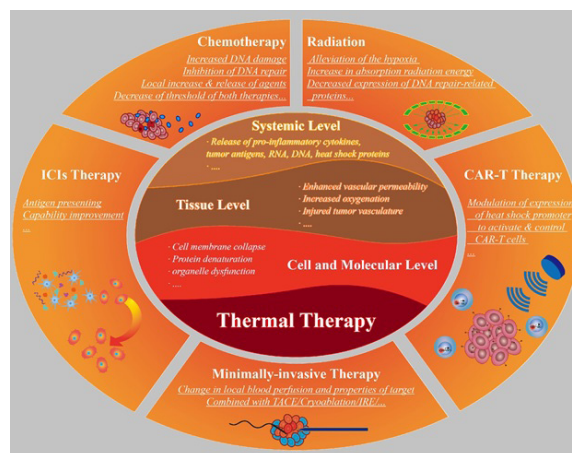 Chemotherapy
Increased DNA damage
Inhibition of DNA repair
Local increase & release of agents
Decrease of threshold of both therapies...
Radiation
Alleviation of the hypoxia
Increase in absorption radiation energy
Decreased expression of DNA repair-related
proteins...
Systemic Level
· Release of pro-inflammatory cytokines,
tumor antigens, RNA, DNA, heat shock proteins
· ....
ICIs Therapy
Antigen presenting
Capability improvement
...
Tissue Level
· Enhanced vascular permeability
· Increased oxygenation
· Injured tumor vasculature
· ....
CAR-T Therapy
Modulation of expression
of heat shock promoter
to activate & control
CAR-T cells
...
· Cell membrane collapse
· Protein denaturation
· organelle dysfunction
· ....
Cell and Molecular Level
Thermal Therapy
Minimally-invasive Therapy
Change in local blood perfusion and properties of target
Combined with TACE/Cryoablation/IRE/...